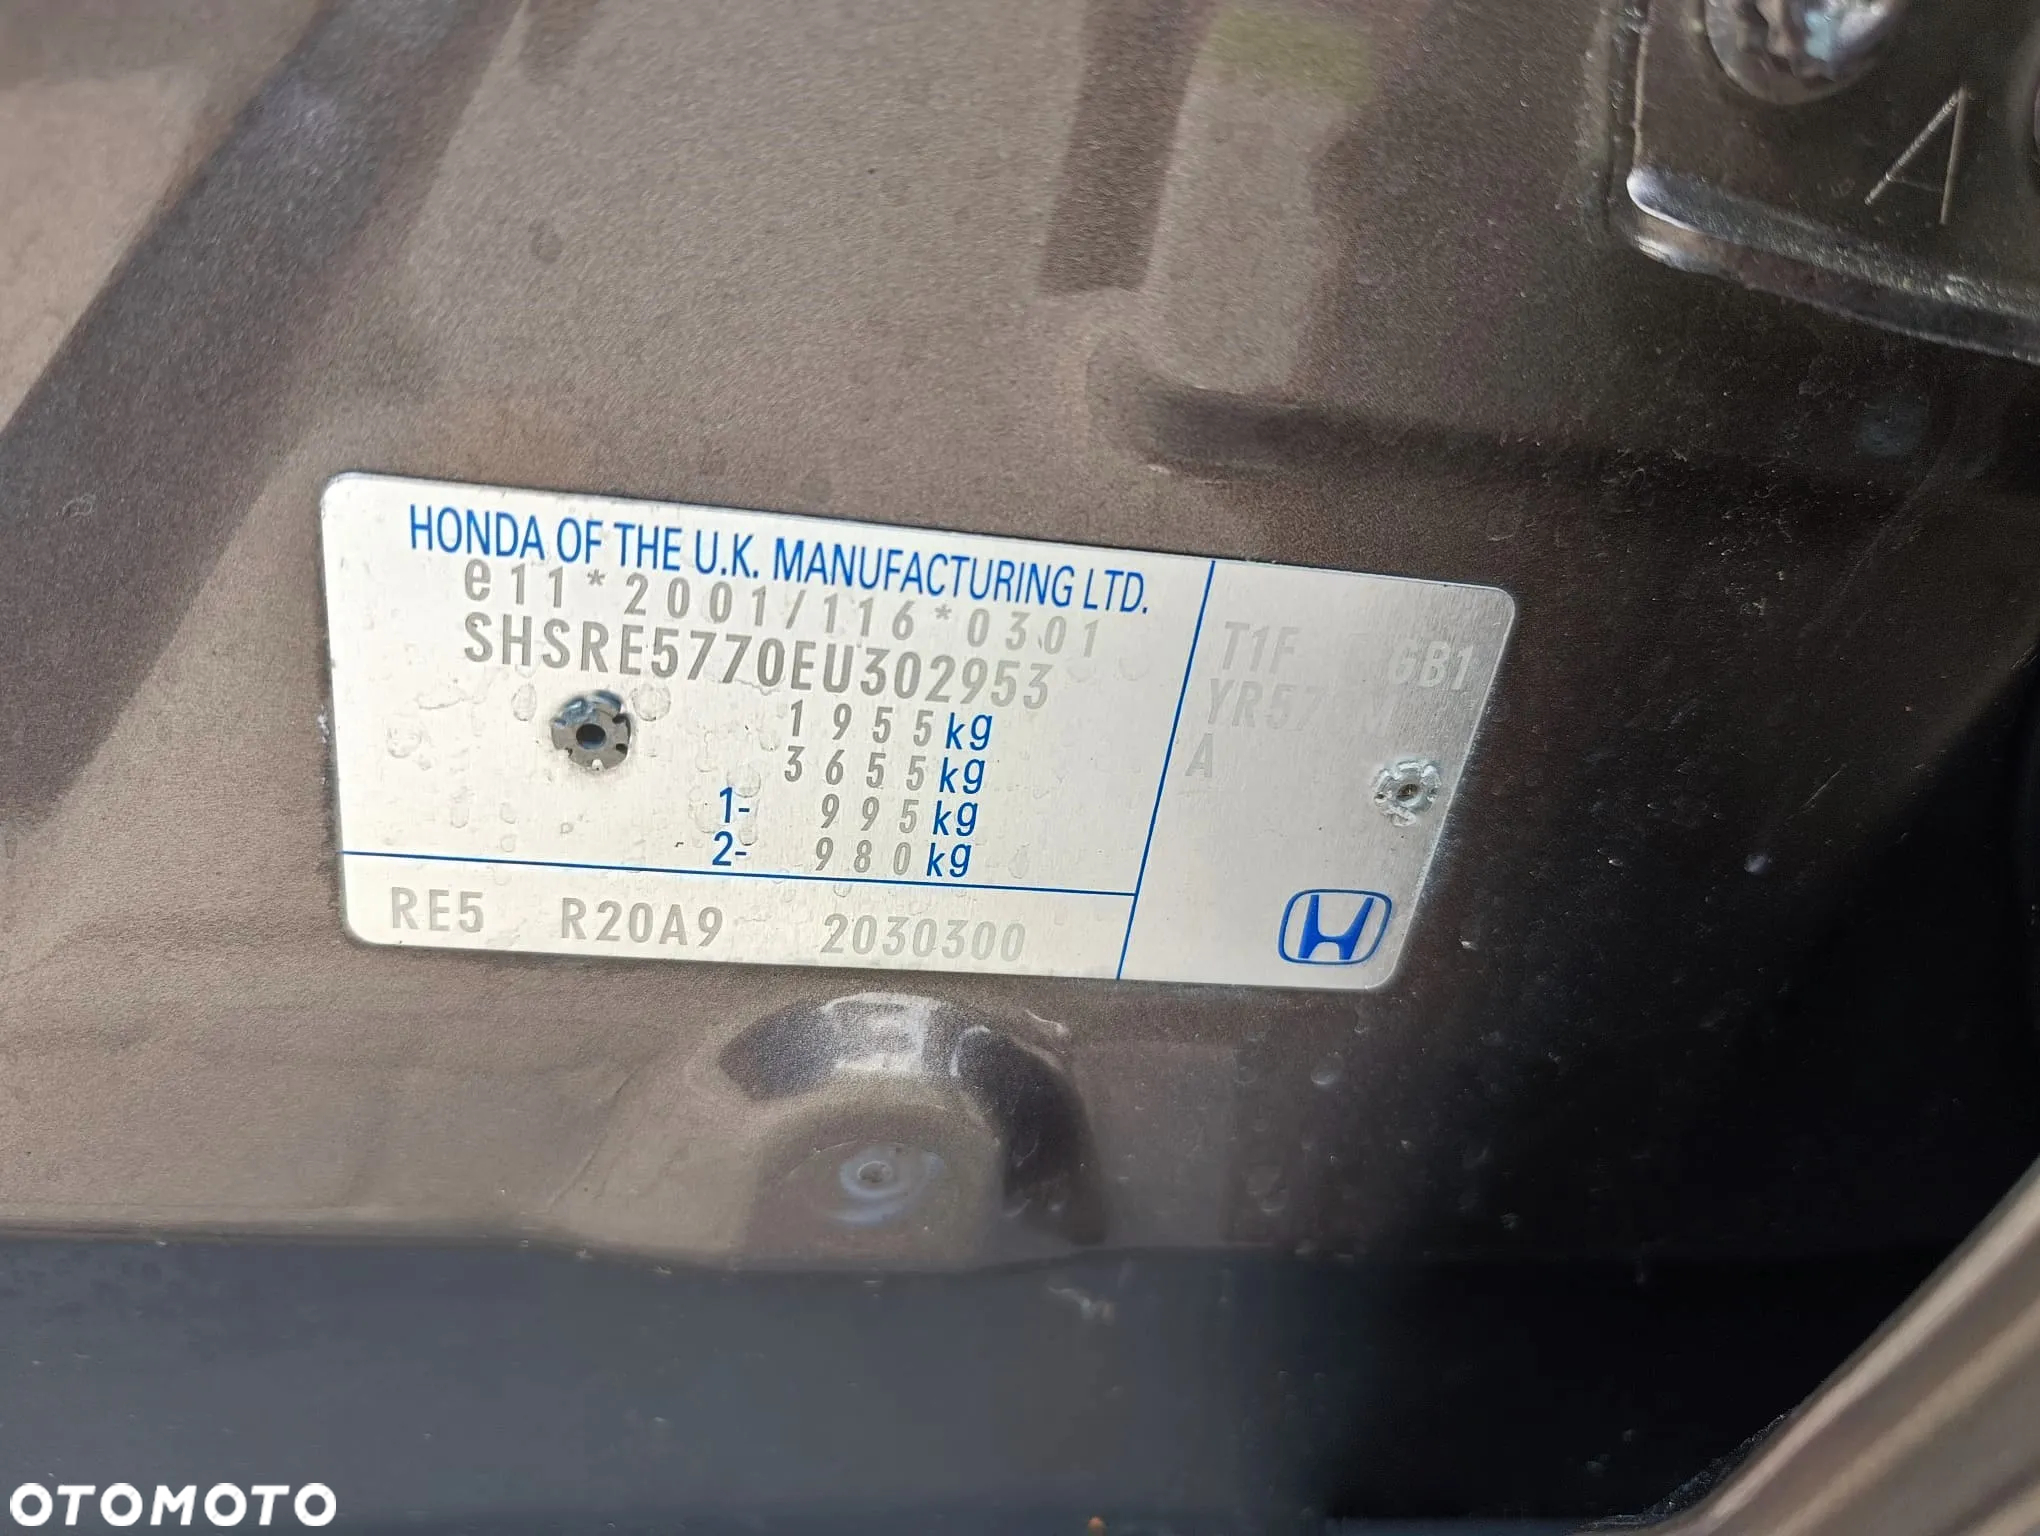 A
HONDA OF THE U.K. MANUFACTURING LTD.
e11*2001/116*0301
SHSRE5770EU302953
1955kg
3655kg
1- 995kg
2- 980kg
RE5 R20A9 2030300
T1F GB1
A
OTOMOTO